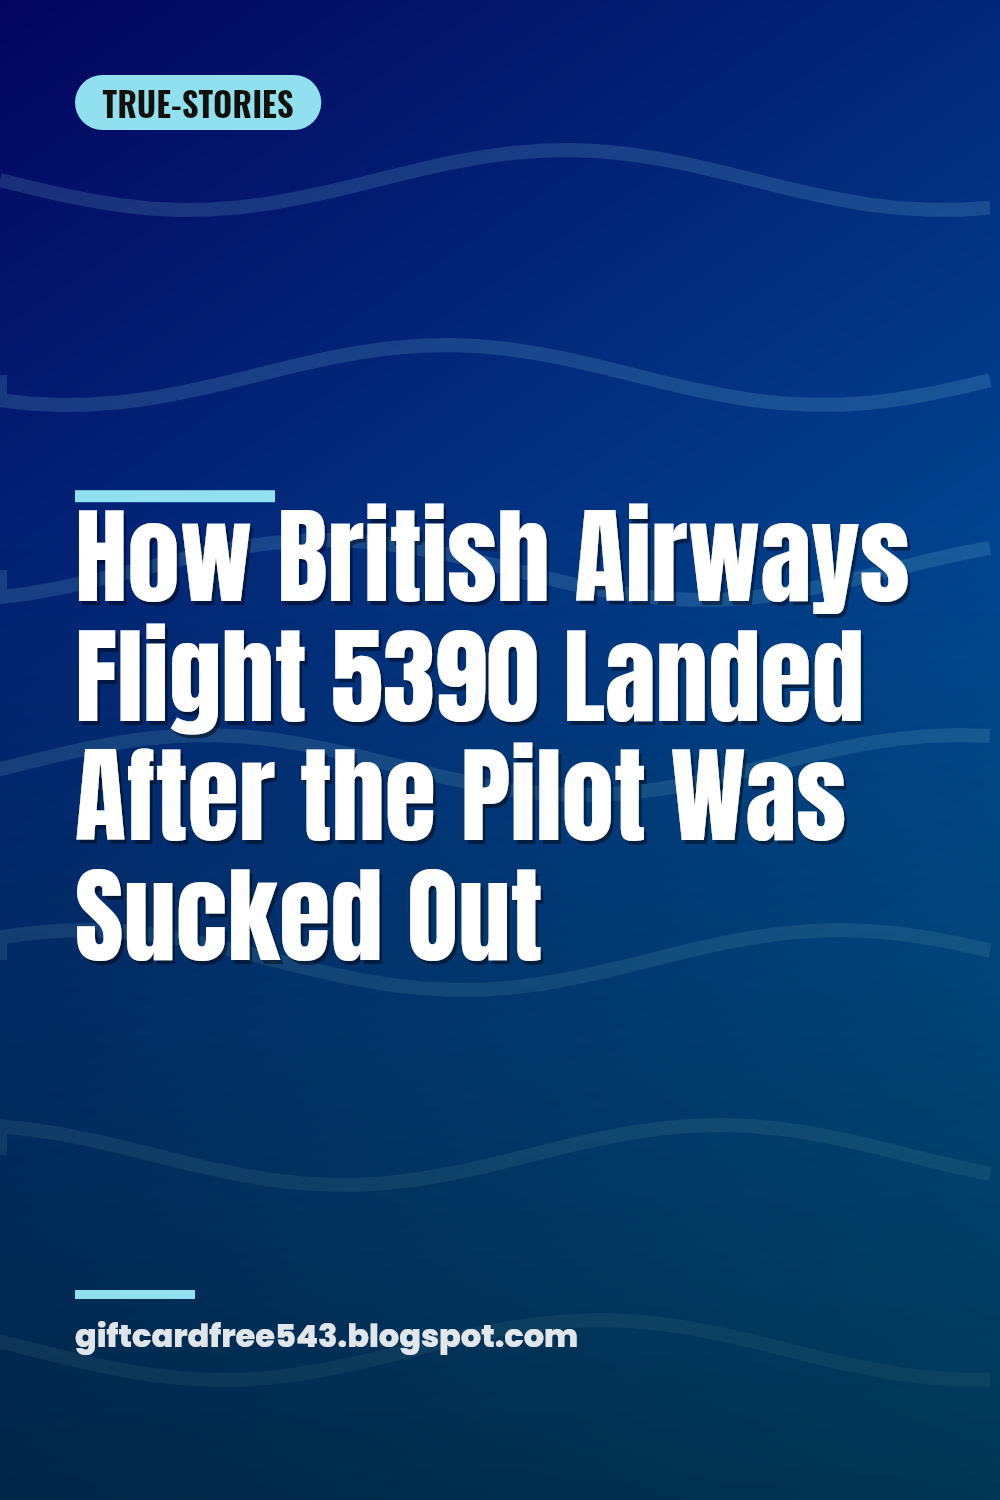 TRUE-STORIES
How British Airways
Flight 5390 Landed
After the Pilot Was
Sucked Out
giftcardfree543.blogspot.com